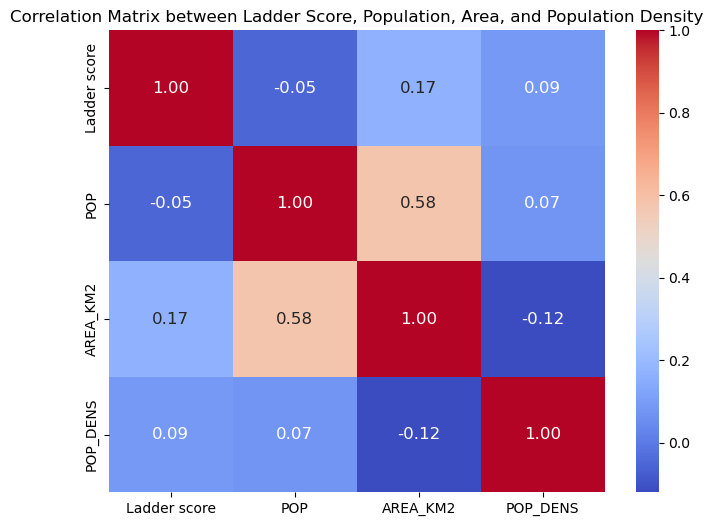 Correlation Matrix between Ladder Score, Population, Area, and Population Density
Ladder score
POP
AREA_KM2
POP_DENS
1.00 -0.05 0.17 0.09
-0.05 1.00 0.58 0.07
0.17 0.58 1.00 -0.12
0.09 0.07 -0.12 1.00
Ladder score POP AREA_KM2 POP_DENS
1.0
0.8
0.6
0.4
0.2
0.0